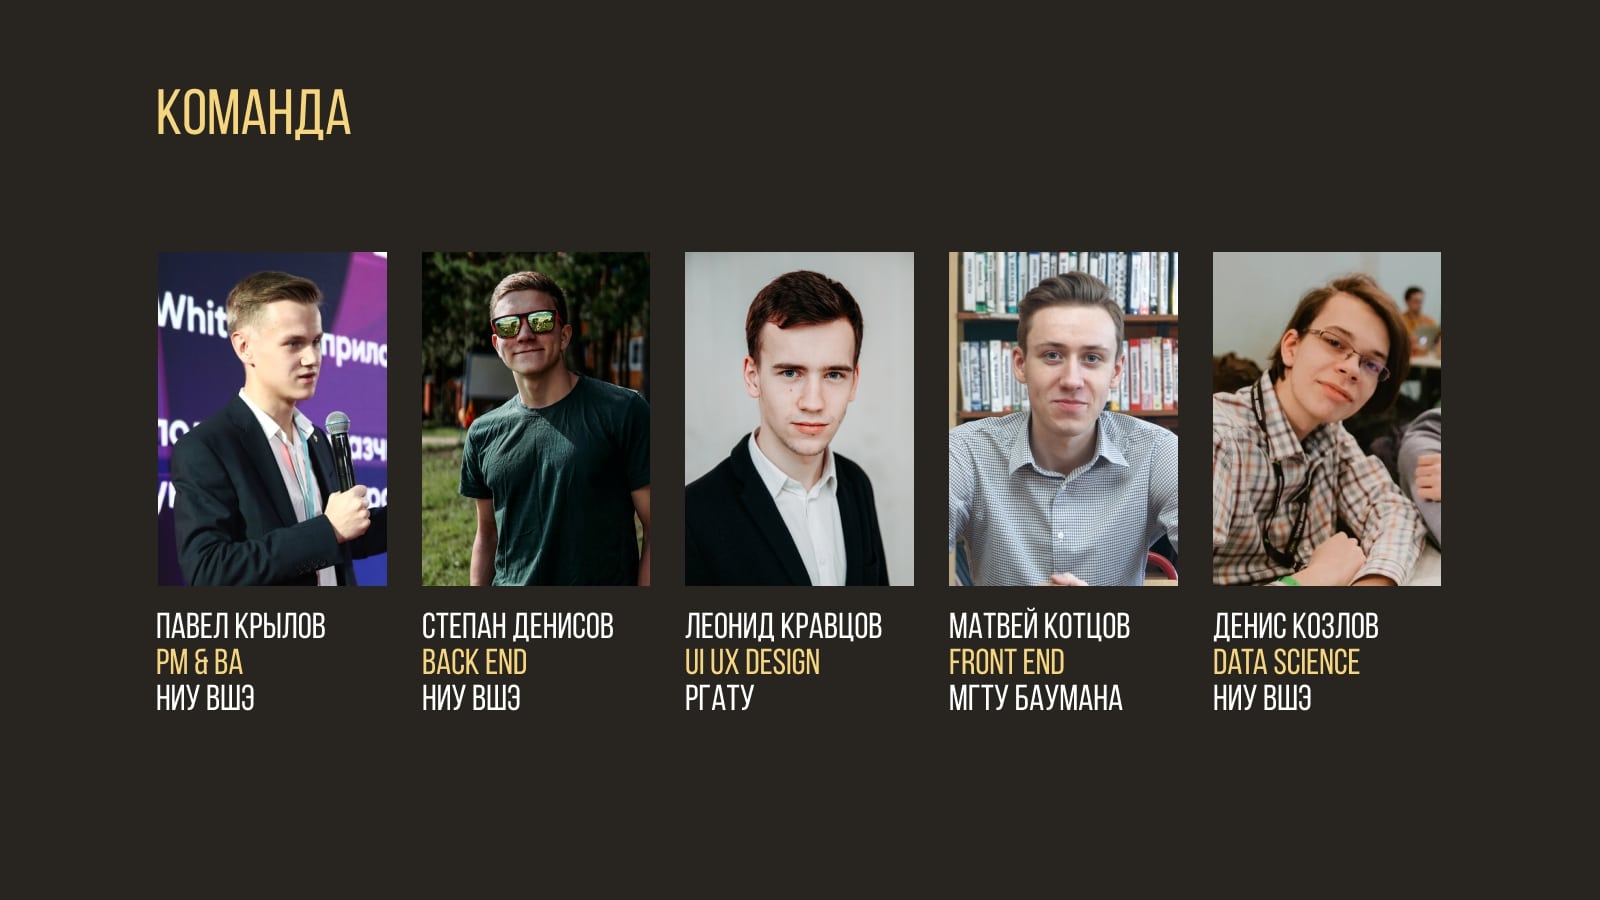 КОМАНДА
Whit
прило
ПАВЕЛ КРЫЛОВ
PM & BA
НИУ ВШЭ
СТЕПАН ДЕНИСОВ
BACK END
НИУ ВШЭ
ЛЕОНИД КРАВЦОВ
UI UX DESIGN
РГАТУ
МАТВЕЙ КОТЦОВ
FRONT END
МГТУ БАУМАНА
ДЕНИС КОЗЛОВ
DATA SCIENCE
НИУ ВШЭ